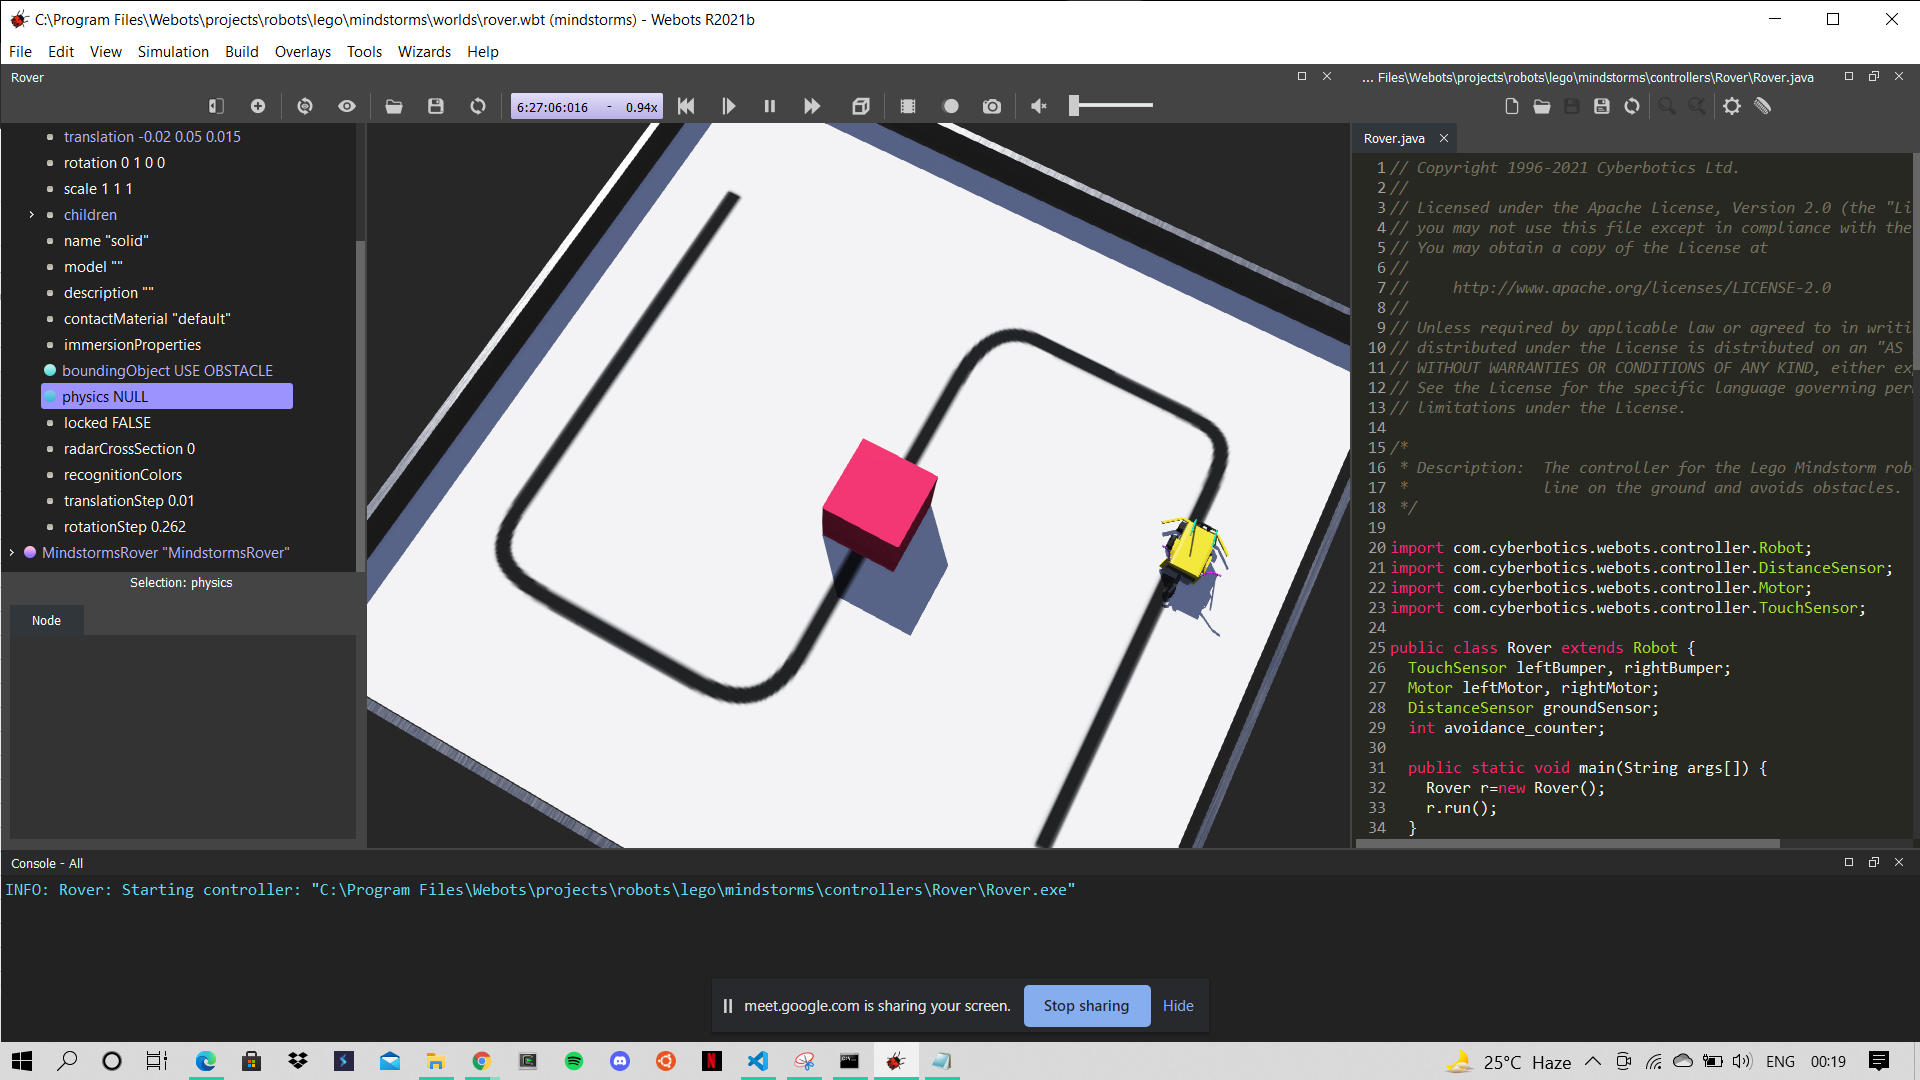 C:\Program Files\Webots\projects\robots\lego\mindstorms\worlds\rover.wbt (mindstorms) - Webots R2021b
File Edit View Simulation Build Overlays Tools Wizards Help
Rover
6:27:06:016 - 0.94x
translation -0.02 0.05 0.015
rotation 0 1 0 0
scale 1 1 1
children
name "solid"
model ""
description ""
contactMaterial "default"
immersionProperties
boundingObject USE OBSTACLE
physics NULL
locked FALSE
radarCrossSection 0
recognitionColors
translationStep 0.01
rotationStep 0.262
MindstormsRover "MindstormsRover"
Selection: physics
Node
... Files\Webots\projects\robots\lego\mindstorms\controllers\Rover\Rover.java
Rover.java
1 // Copyright 1996-2021 Cyberbotics Ltd.
2 //
3 // Licensed under the Apache License, Version 2.0 (the "Li
4 // you may not use this file except in compliance with the
5 // You may obtain a copy of the License at
6 //
7 //     http://www.apache.org/licenses/LICENSE-2.0
8 //
9 // Unless required by applicable law or agreed to in writi
10 // distributed under the License is distributed on an "AS
11 // WITHOUT WARRANTIES OR CONDITIONS OF ANY KIND, either ex
12 // See the License for the specific language governing per
13 // limitations under the License.
14
15 /*
16  * Description:  The controller for the Lego Mindstorm rob
17  *               line on the ground and avoids obstacles.
18  */
19
20 import com.cyberbotics.webots.controller.Robot;
21 import com.cyberbotics.webots.controller.DistanceSensor;
22 import com.cyberbotics.webots.controller.Motor;
23 import com.cyberbotics.webots.controller.TouchSensor;
24
25 public class Rover extends Robot {
26   TouchSensor leftBumper, rightBumper;
27   Motor leftMotor, rightMotor;
28   DistanceSensor groundSensor;
29   int avoidance_counter;
30
31   public static void main(String args[]) {
32     Rover r=new Rover();
33     r.run();
34   }
Console - All
INFO: Rover: Starting controller: "C:\Program Files\Webots\projects\robots\lego\mindstorms\controllers\Rover\Rover.exe"
meet.google.com is sharing your screen. Stop sharing Hide
25°C Haze ENG 00:19